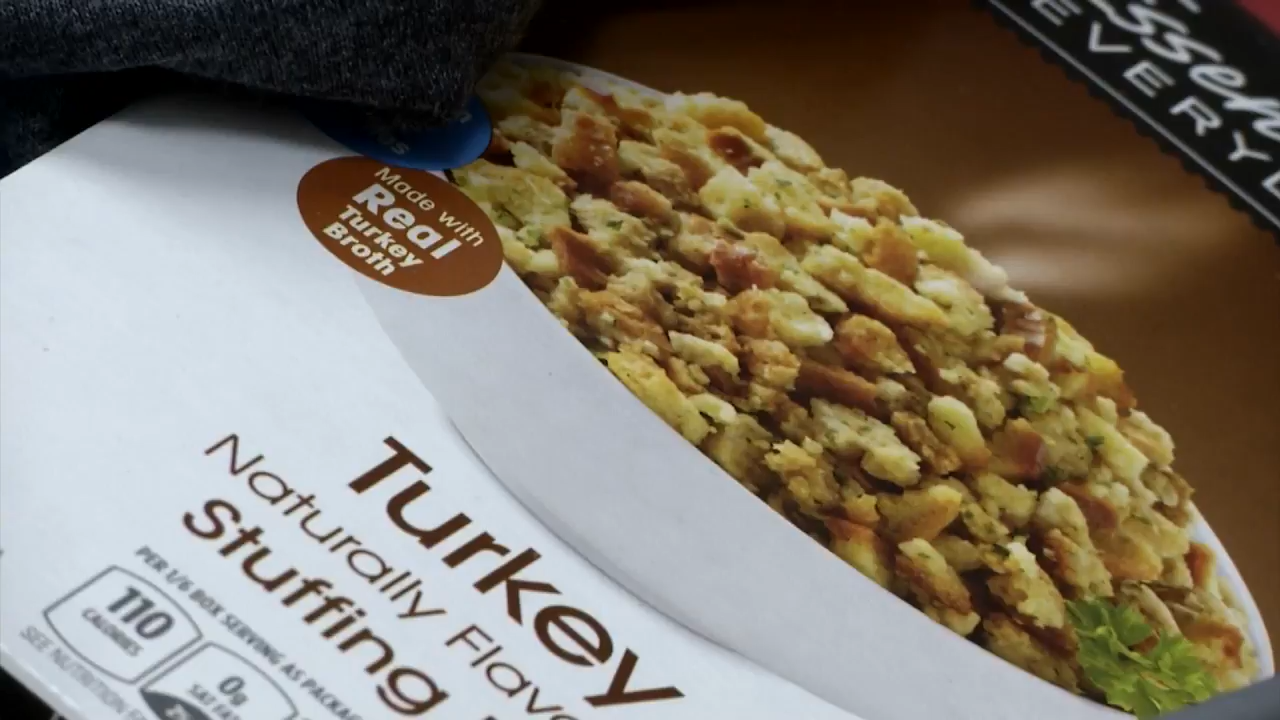 EVERY
Made with
Real
Turkey
Broth
Turkey
Naturally
Stuffing
PER 1/6 BOX SERVING AS
110
CALORIES
0g
SAT
SEE NUTRITION